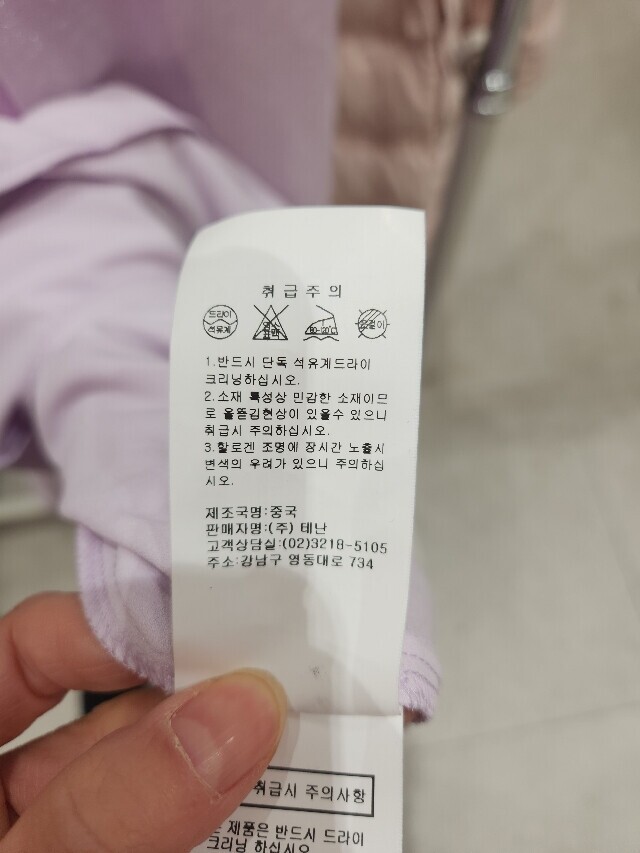 취급주의
드라이
석유계
염소
표백
80-120℃
1.반드시 단독 석유계드라이
크리닝하십시오.
2.소재 특성상 민감한 소재이므
로 올뜯김현상이 있을수 있으니
취급시 주의하십시오.
3.할로겐 조명에 장시간 노출시
변색의 우려가 있으니 주의하십
시오.
제조국명:중국
판매자명:(주) 테난
고객상담실:(02)3218-5105
주소:강남구 영동대로 734
취급시 주의사항
제품은 반드시 드라이
크리닝 하십시오